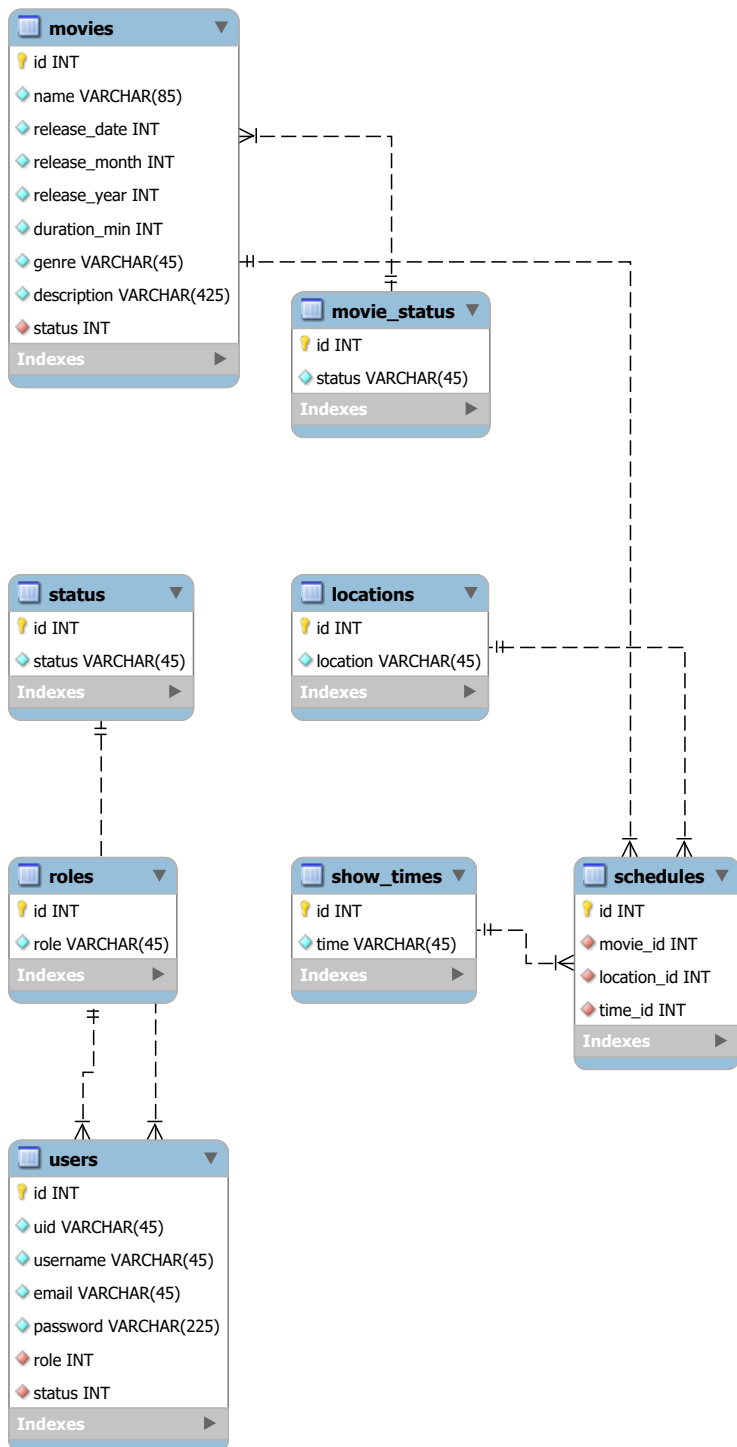 movies
id INT
name VARCHAR(85)
release_date INT
release_month INT
release_year INT
duration_min INT
genre VARCHAR(45)
description VARCHAR(425)
status INT
Indexes
movie_status
id INT
status VARCHAR(45)
Indexes
status
id INT
status VARCHAR(45)
Indexes
locations
id INT
location VARCHAR(45)
Indexes
roles
id INT
role VARCHAR(45)
Indexes
show_times
id INT
time VARCHAR(45)
Indexes
schedules
id INT
movie_id INT
location_id INT
time_id INT
Indexes
users
id INT
uid VARCHAR(45)
username VARCHAR(45)
email VARCHAR(45)
password VARCHAR(225)
role INT
status INT
Indexes